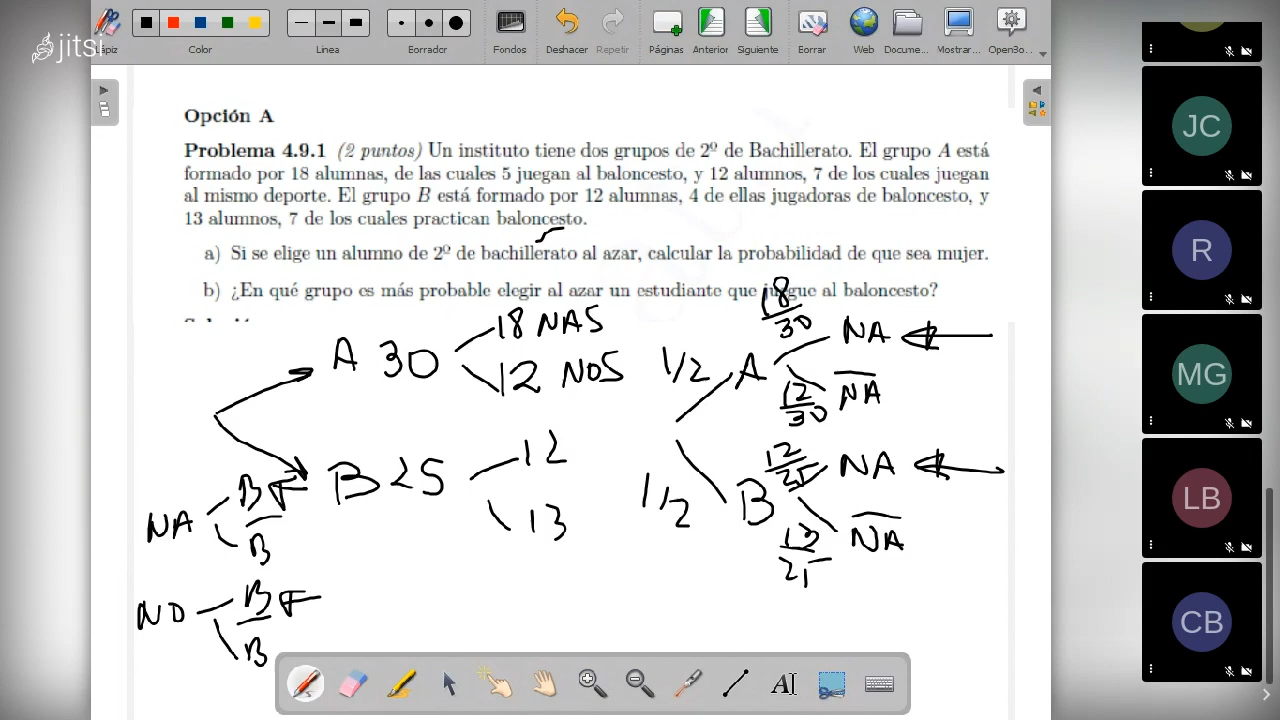 jitsi
Color
Línea
Borrador
Fondos
Deshacer
Repetir
Páginas
Anterior
Siguiente
Borrar
Web
Docume...
Mostrar...
Open3o...
Opción A
Problema 4.9.1 (2 puntos) Un instituto tiene dos grupos de 2º de Bachillerato. El grupo A está
formado por 18 alumnas, de las cuales 5 juegan al baloncesto, y 12 alumnos, 7 de los cuales juegan
al mismo deporte. El grupo B está formado por 12 alumnas, 4 de ellas jugadoras de baloncesto, y
13 alumnos, 7 de los cuales practican baloncesto.
a) Si se elige un alumno de 2º de bachillerato al azar, calcular la probabilidad de que sea mujer.
b) ¿En qué grupo es más probable elegir al azar un estudiante que juegue al baloncesto?
A 30
18 NAS
12 NOS
B 25
12
13
NA
B
B
NO
B
B
1/2
A
18
30
NA
12
30
NA
1/2
B
12
25
NA
13
25
NA
JC
R
MG
LB
CB
AI